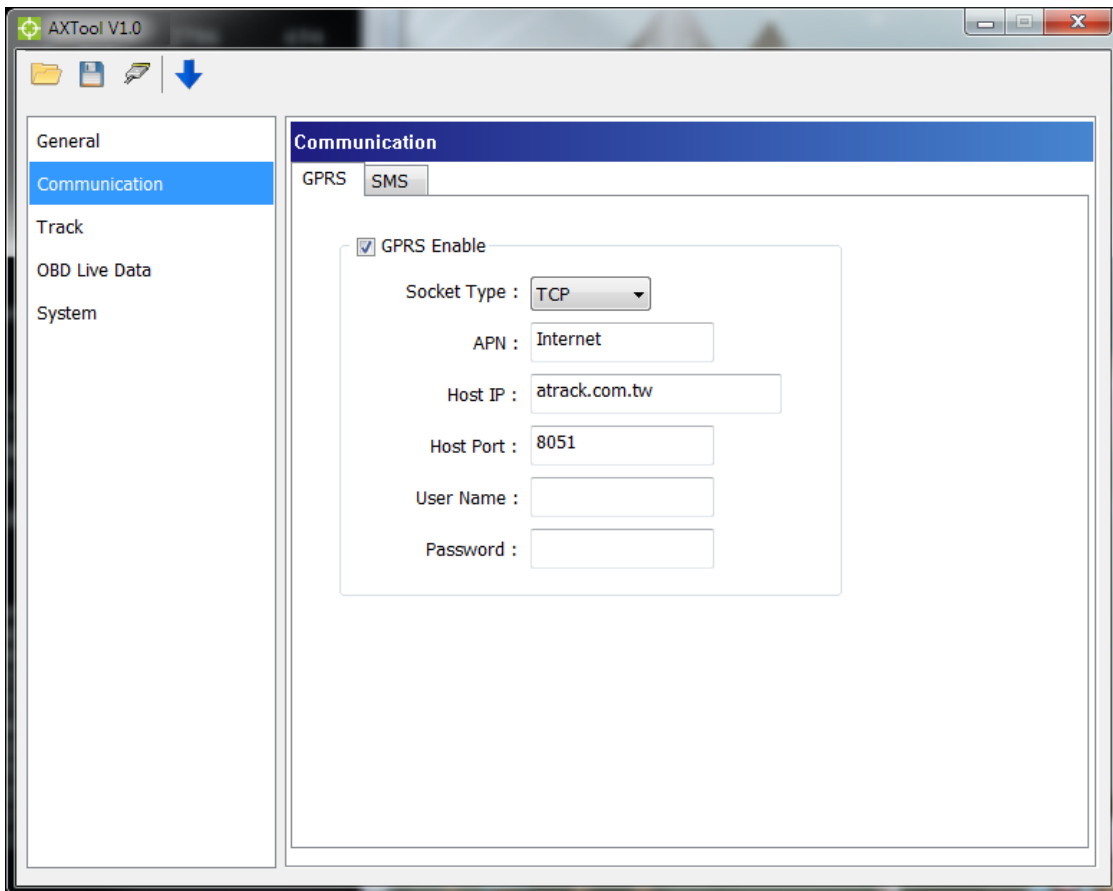 AXTool V1.0
General
Communication
Track
OBD Live Data
System
Communication
GPRS SMS
GPRS Enable
Socket Type : TCP
APN : Internet
Host IP : atrack.com.tw
Host Port : 8051
User Name :
Password :